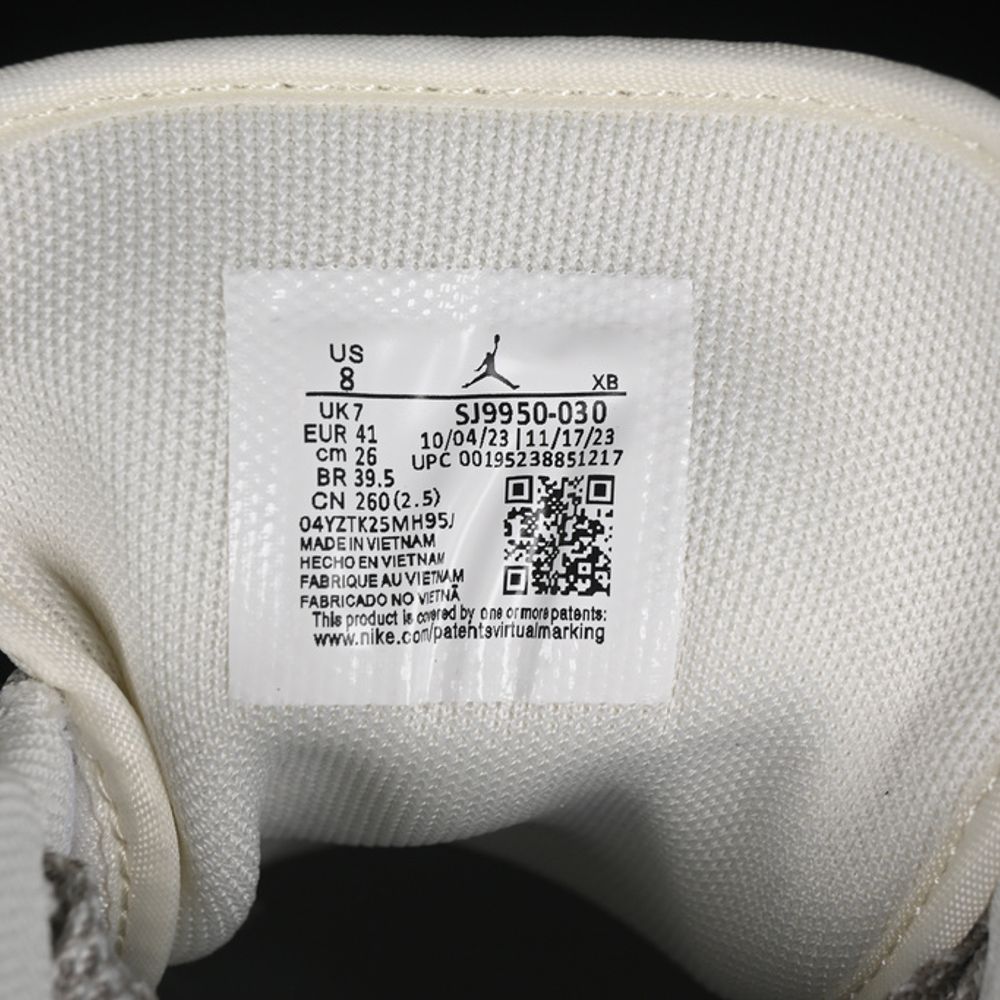 US
8
XB
UK 7
SJ9950-030
EUR 41
10/04/23 | 11/17/23
cm 26
UPC 00195238851217
BR 39.5
CN 260(2.5)
04YZTK25MH95J
MADE IN VIETNAM
HECHO EN VIETNAM
FABRIQUE AU VIETNAM
FABRICADO NO VIETNÃ
This product is covered by one or more patents:
www.nike.com/patentsvirtualmarking